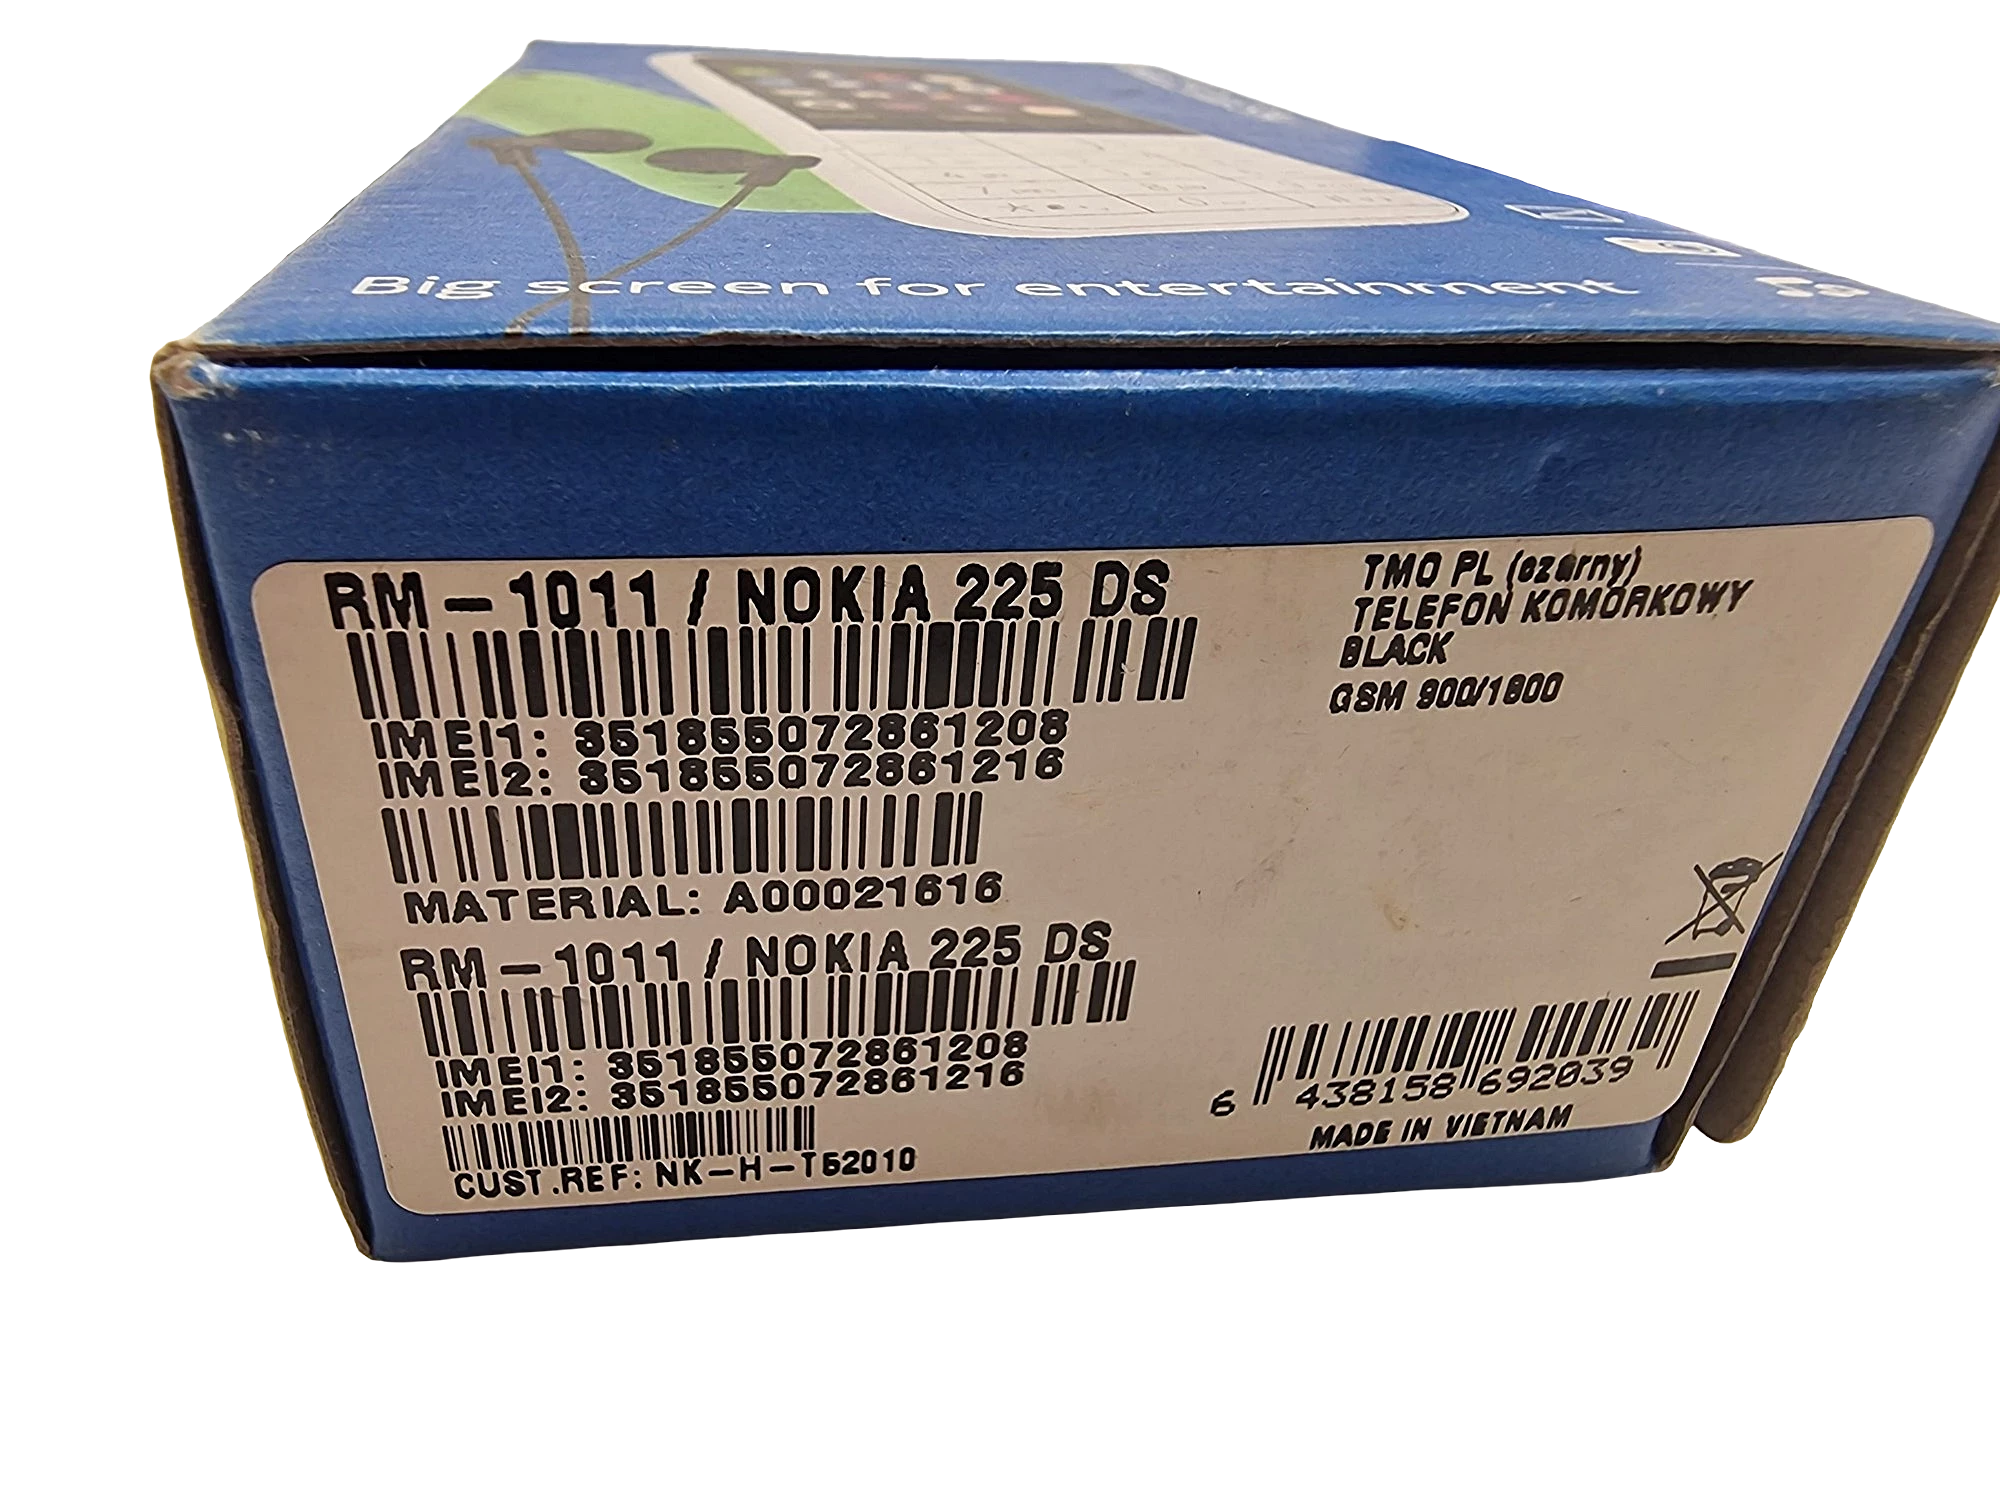 Big screen for entertainment
RM-1011 / NOKIA 225 DS
IMEI1: 351855072861208
IMEI2: 351855072861216
MATERIAL: A00021616
RM-1011 / NOKIA 225 DS
IMEI1: 351855072861208
IMEI2: 351855072861216
CUST.REF: NK-H-T52010
TMO PL (czarny)
TELEFON KOMORKOWY
BLACK
GSM 900/1800
6 438158 692039
MADE IN VIETNAM